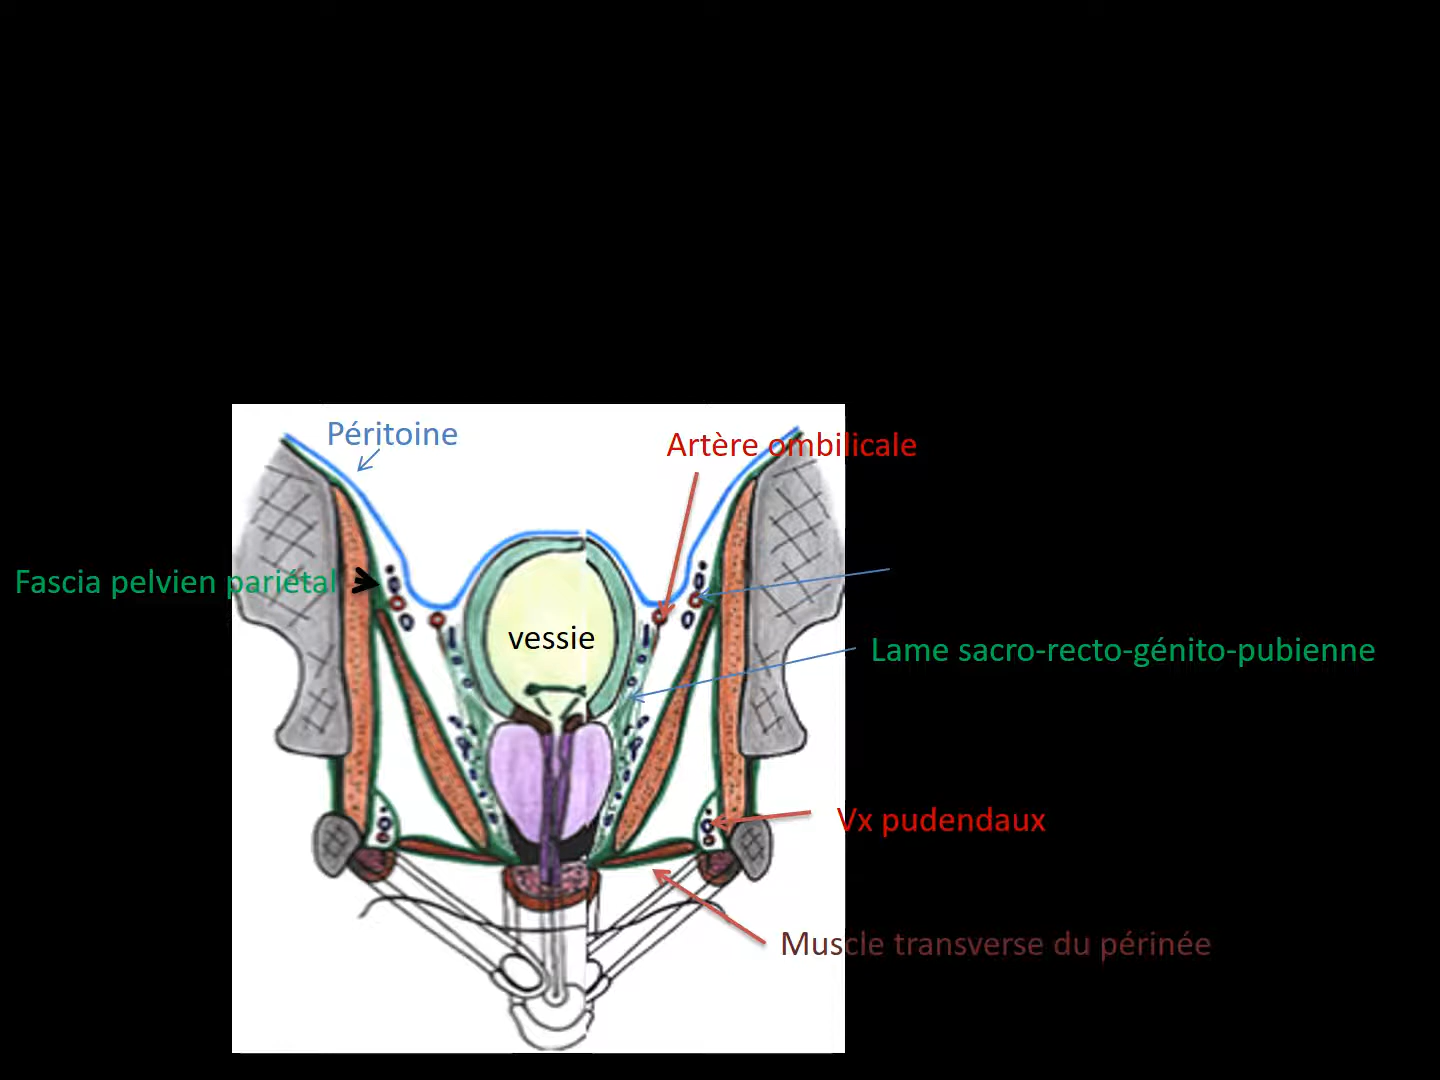 Péritoine
Artère ombilicale
Fascia pelvien pariétal
vessie
Lame sacro-recto-génito-pubienne
Vx pudendaux
Muscle transverse du périnée